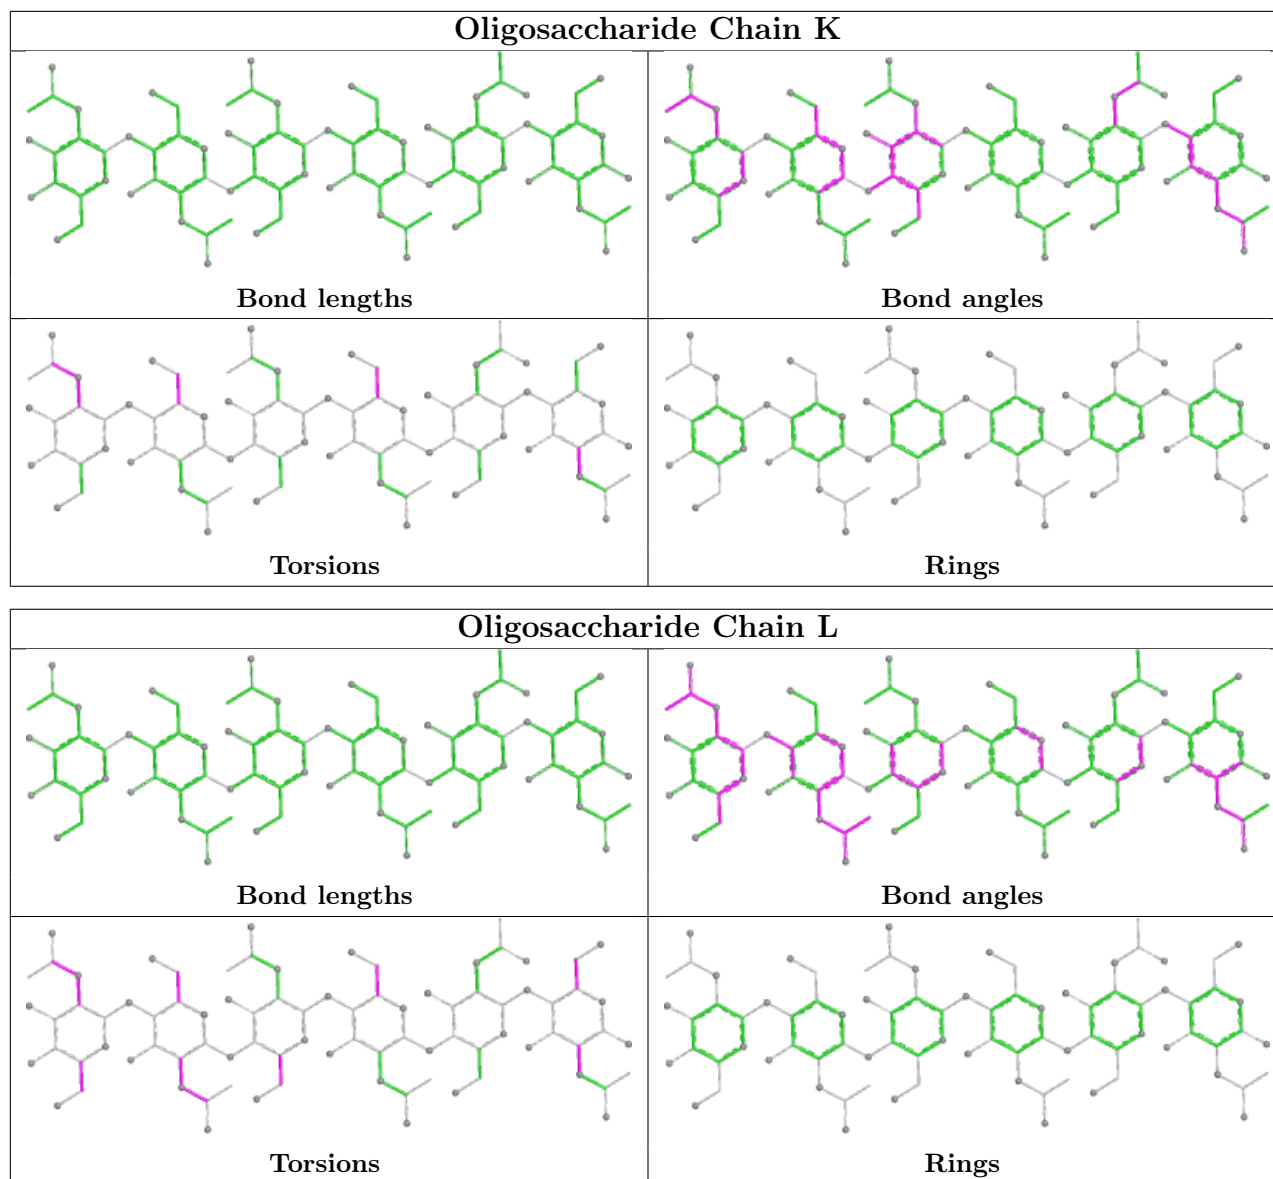 Oligosaccharide Chain K
Bond lengths
Bond angles
Torsions
Rings
Oligosaccharide Chain L
Bond lengths
Bond angles
Torsions
Rings